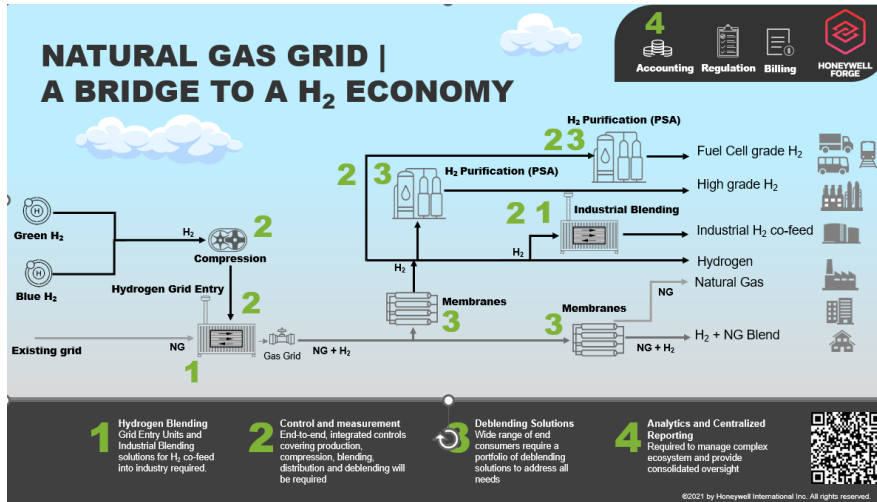 NATURAL GAS GRID |
A BRIDGE TO A H₂ ECONOMY
4
Accounting
Regulation
Billing
HONEYWELL
FORGE
H₂ Purification (PSA)
2 3
Fuel Cell grade H₂
2 3
H₂ Purification (PSA)
High grade H₂
2 1
Industrial Blending
Industrial H₂ co-feed
H₂
H₂
Hydrogen
Green H₂
H₂
2
Compression
Blue H₂
Hydrogen Grid Entry
2
Membranes
3
Natural Gas
NG
Membranes
3
Existing grid
NG
1
Gas Grid
NG + H₂
NG + H₂
H₂ + NG Blend
1
Hydrogen Blending
Grid Entry Units and
Industrial Blending
solutions for H₂ co-feed
into industry required.
2
Control and measurement
End-to-end, integrated controls
covering production,
compression, blending,
distribution and deblending will
be required
3
Deblending Solutions
Wide range of end
consumers require a
portfolio of deblending
solutions to address all
needs
4
Analytics and Centralized
Reporting
Required to manage complex
ecosystem and provide
consolidated oversight
©2021 by Honeywell International Inc. All rights reserved.